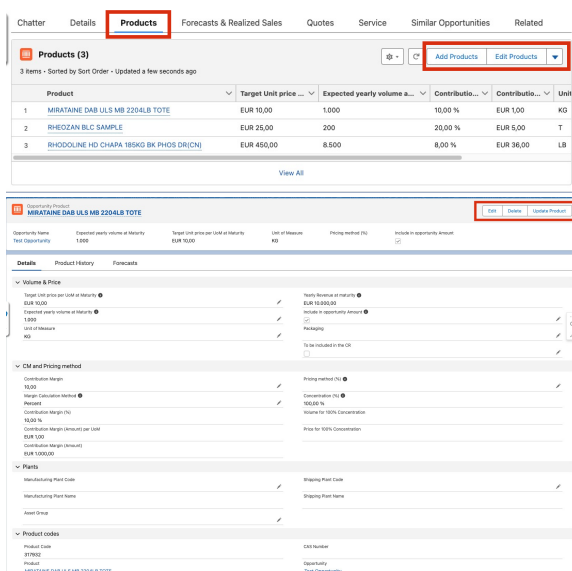 Chatter Details Products Forecasts & Realized Sales Quotes Service Similar Opportunities Related
Products (3)
Add Products Edit Products
3 items • Sorted by Sort Order • Updated a few seconds ago
Product Target Unit price ... Expected yearly volume a... Contributio... Contributio... Unit
1 MIRATAINE DAB ULS MB 2204LB TOTE EUR 10,00 1.000 10,00 % EUR 1,00 KG
2 RHEOZAN BLC SAMPLE EUR 25,00 200 20,00 % EUR 5,00 T
3 RHODOLINE HD CHAPA 185KG BK PHOS DR(CN) EUR 450,00 8.500 8,00 % EUR 36,00 LB
View All
Opportunity Product
MIRATAINE DAB ULS MB 2204LB TOTE
Edit Delete Update Product
Opportunity Name Expected yearly volume at Maturity Target Unit price per UoM at Maturity Unit of Measure Pricing method (%) Include in opportunity Amount
Test Opportunity 1.000 EUR 10,00 KG
Details Product History Forecasts
Volume & Price
Target Unit price per UoM at Maturity Yearly Revenue at maturity
EUR 10,00 EUR 10.000,00
Expected yearly volume at Maturity Include in opportunity Amount
1.000
Unit of Measure Packaging
KG
To be included in the CR
CM and Pricing method
Contribution Margin Pricing method (%)
10,00
Margin Calculation Method Concentration (%)
Percent 100,00 %
Contribution Margin (%) Volume for 100% Concentration
10,00 %
Contribution Margin (Amount) per UoM Price for 100% Concentration
EUR 1,00
Contribution Margin (Amount)
EUR 1.000,00
Plants
Manufacturing Plant Code Shipping Plant Code
Manufacturing Plant Name Shipping Plant Name
Asset Group
Product codes
Product Code CAS Number
317932
Product Opportunity
MIRATAINE DAB ULS MB 2204LB TOTE Test Opportunity